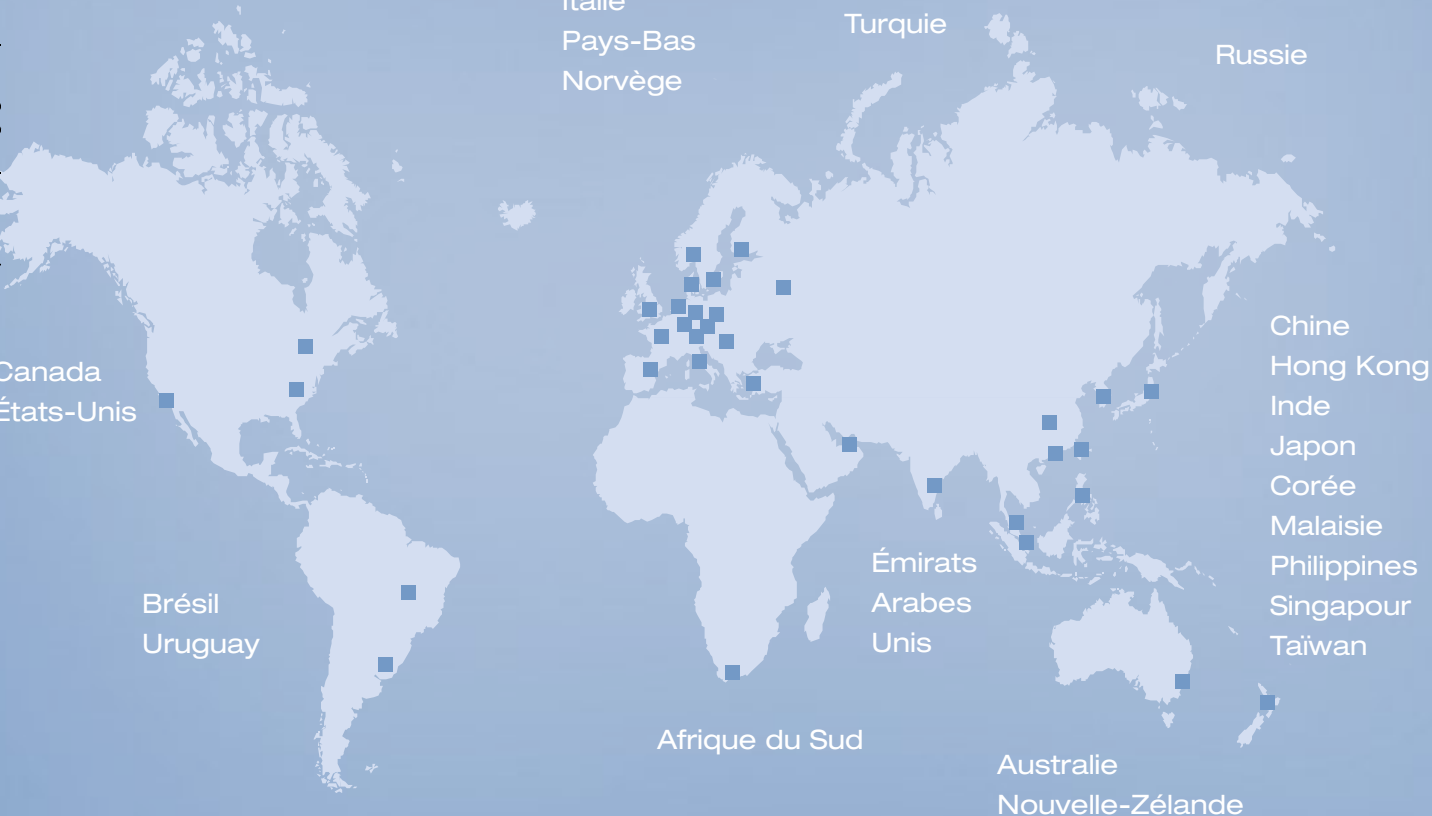 Italie
Pays-Bas
Norvège
Turquie
Russie
Canada
États-Unis
Chine
Hong Kong
Inde
Japon
Corée
Malaisie
Philippines
Singapour
Taïwan
Brésil
Uruguay
Émirats
Arabes
Unis
Afrique du Sud
Australie
Nouvelle-Zélande